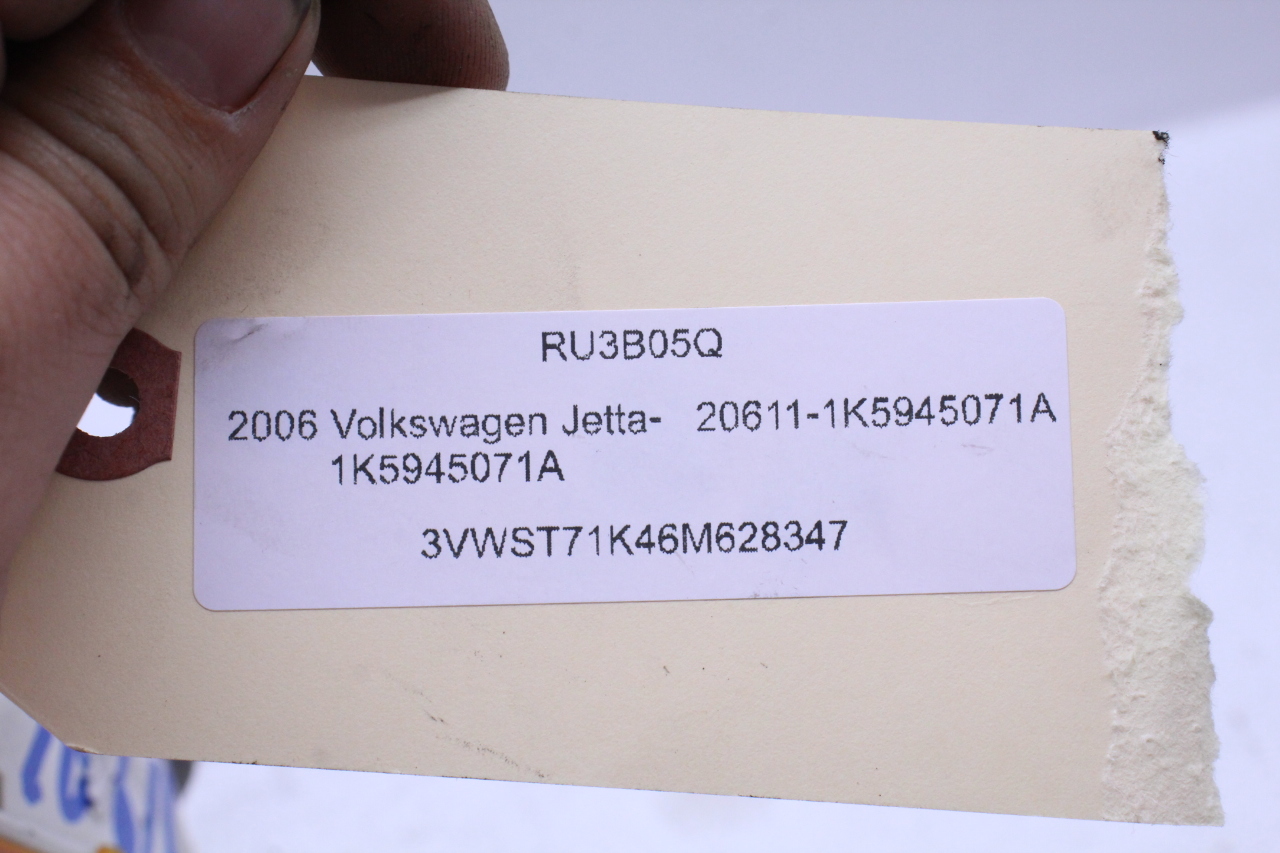 RU3B05Q
2006 Volkswagen Jetta- 20611-1K5945071A
1K5945071A
3VWST71K46M628347